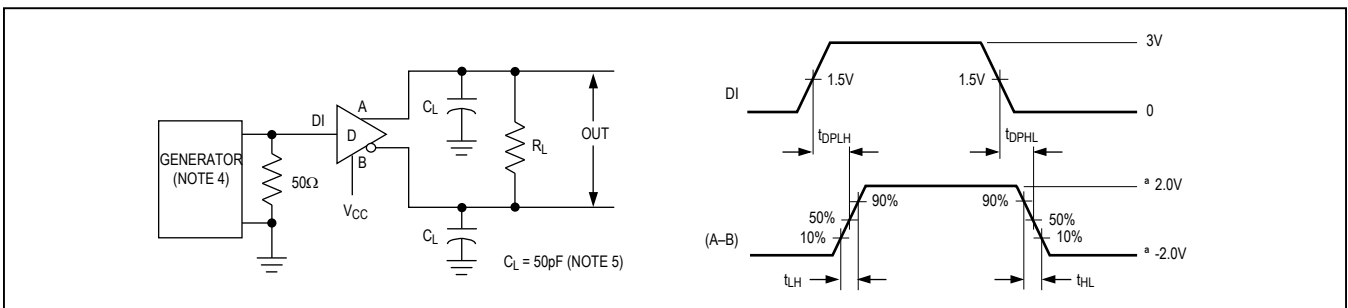 GENERATOR
(NOTE 4)
50Ω
DI
D
A
B
VCC
CL
CL
RL
OUT
CL = 50pF (NOTE 5)
DI
1.5V
1.5V
3V
0
tDPLH
tDPHL
(A–B)
90%
50%
10%
90%
50%
10%
ª 2.0V
ª -2.0V
tLH
tHL